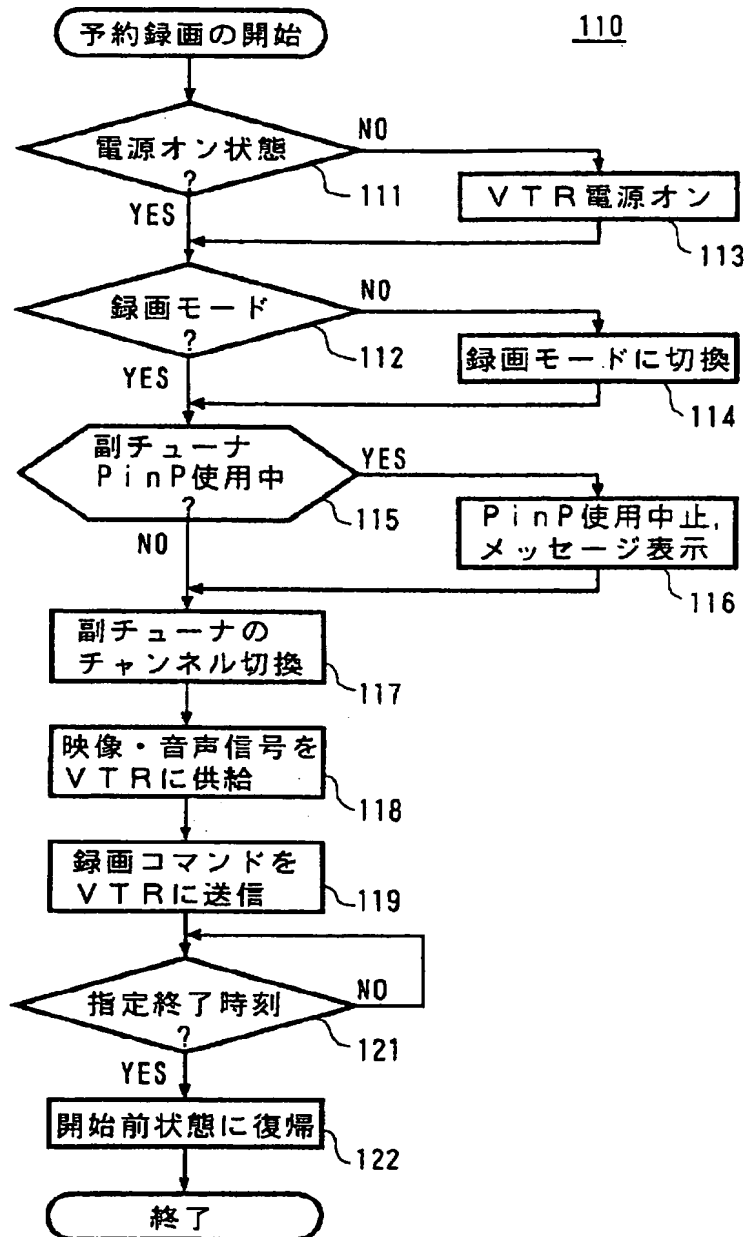 予約録画の開始
110
電源オン状態
?
NO
111
YES
VTR電源オン
113
録画モード
?
NO
112
YES
録画モードに切換
114
副チューナ
PinP使用中
?
YES
115
NO
PinP使用中止,
メッセージ表示
116
副チューナの
チャンネル切換
117
映像・音声信号を
VTRに供給
118
録画コマンドを
VTRに送信
119
指定終了時刻
?
NO
121
YES
開始前状態に復帰
122
終了